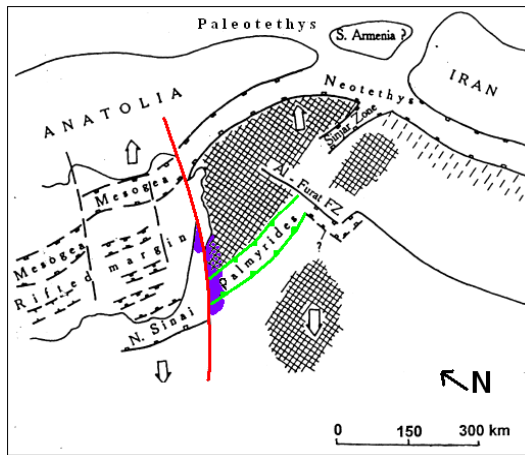 Paleotethys
S. Armenia ?
IRAN
Neotethys
ANATOLIA
Sinjar Zone
Mesogea
Al - Furat FZ
Mesogea
margin
Rifted
Palmyrides
?
N. Sinai
N
0 150 300 km